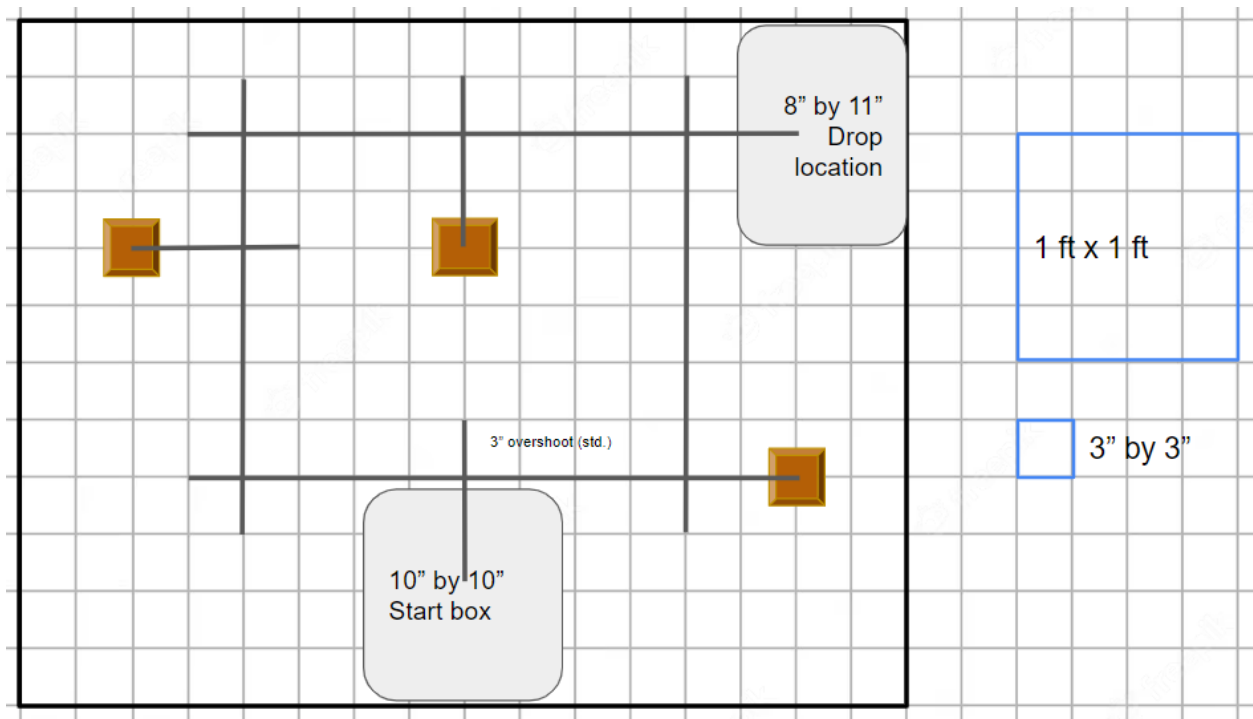 8” by 11”
Drop
location
1 ft x 1 ft
3” overshoot (std.)
3” by 3”
10” by 10”
Start box